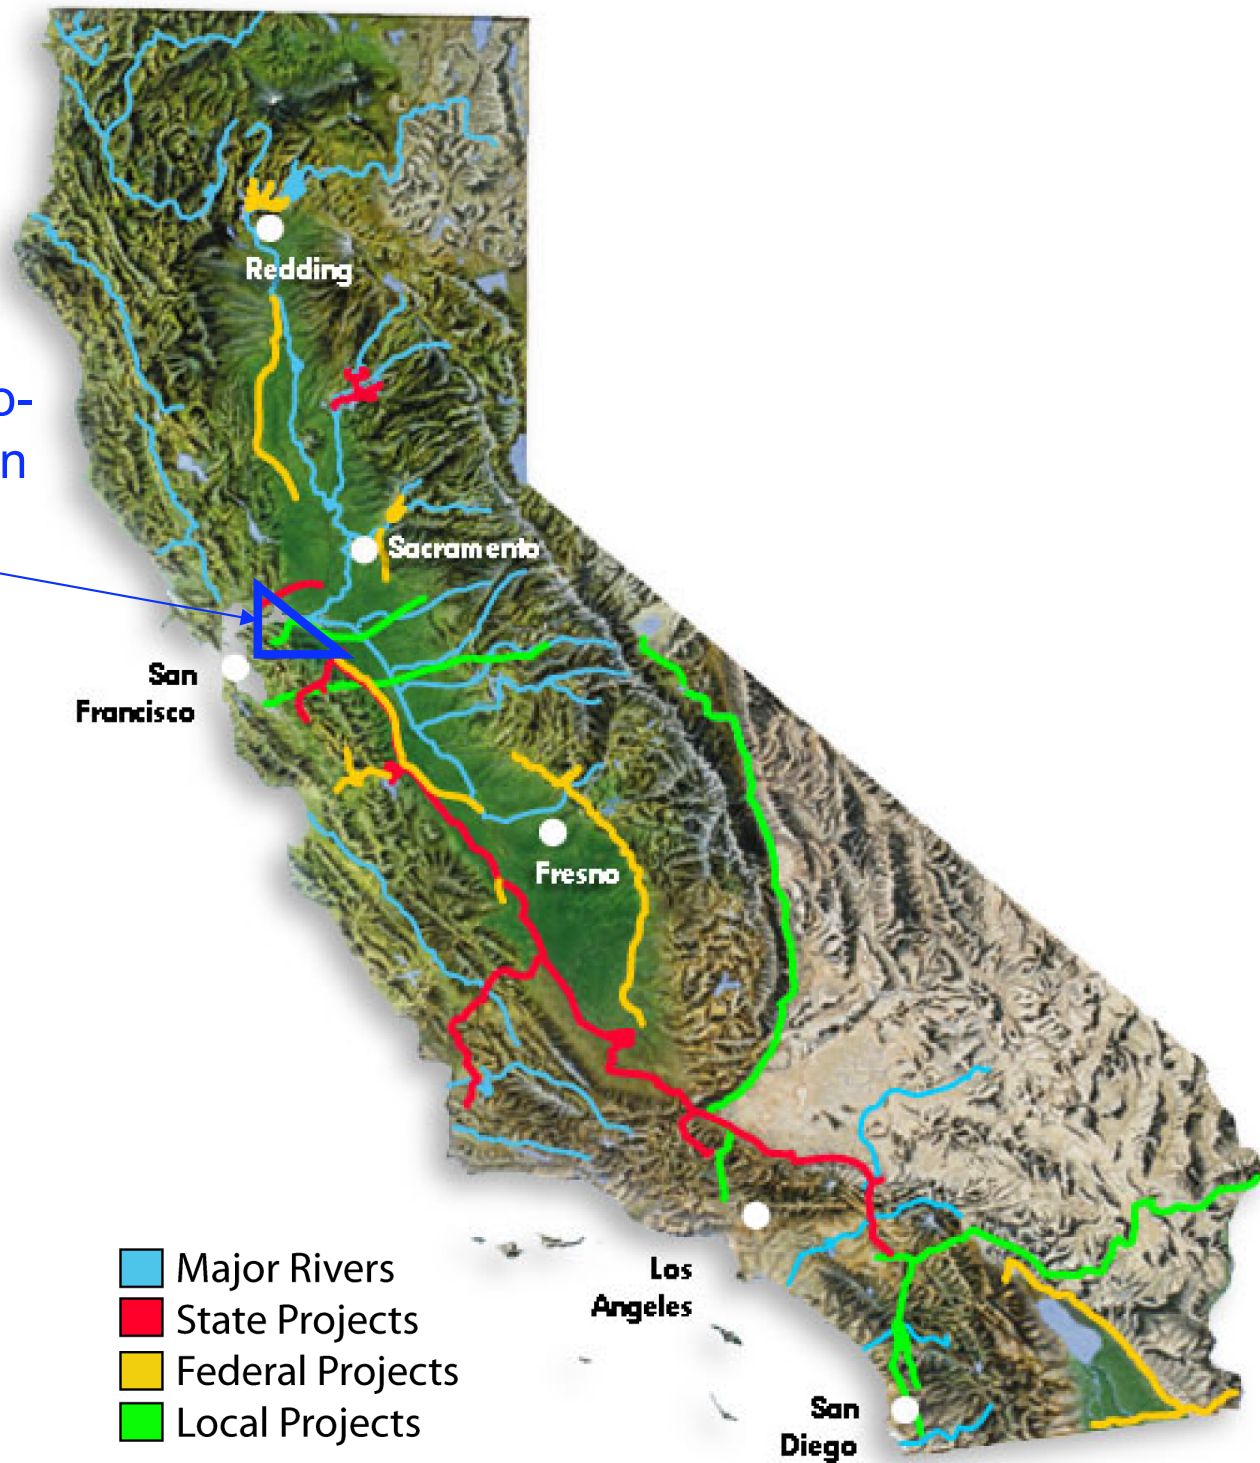 Redding
o-
n
Sacramento
San
Francisco
Fresno
Los
Angeles
Major Rivers
State Projects
Federal Projects
Local Projects
San
Diego